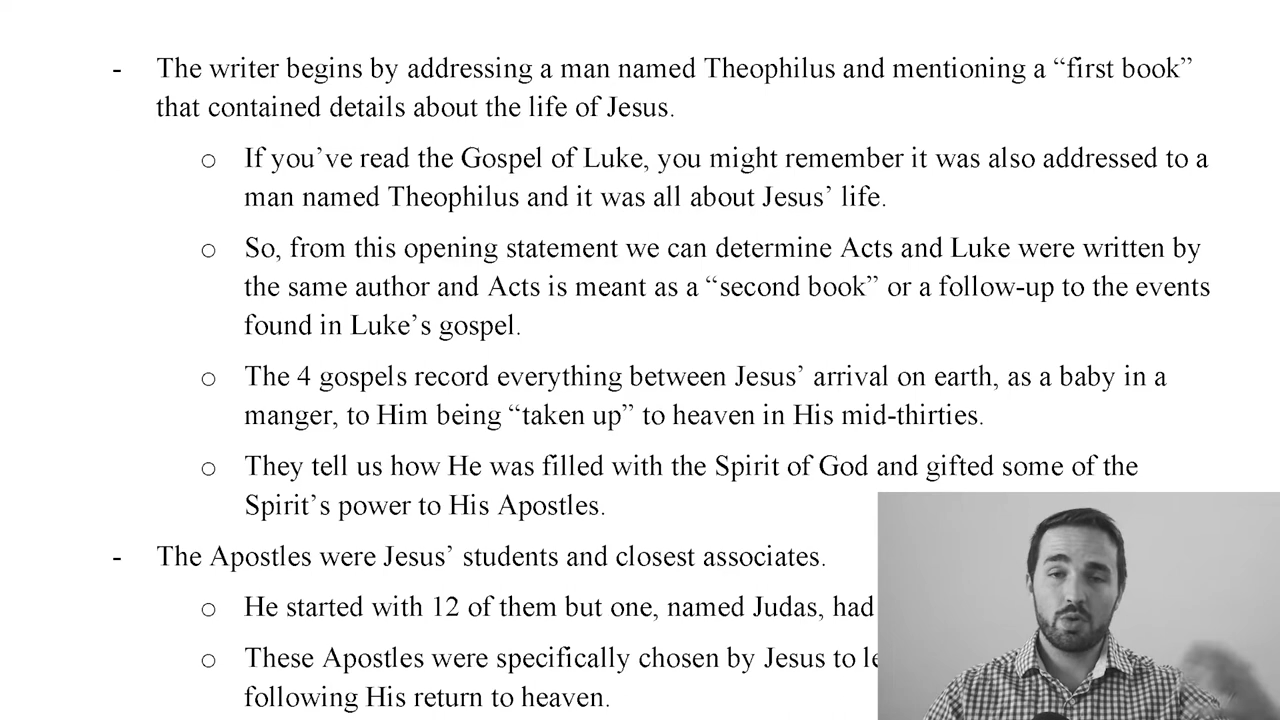 - The writer begins by addressing a man named Theophilus and mentioning a “first book”
that contained details about the life of Jesus.
○ If you’ve read the Gospel of Luke, you might remember it was also addressed to a
man named Theophilus and it was all about Jesus’ life.
○ So, from this opening statement we can determine Acts and Luke were written by
the same author and Acts is meant as a “second book” or a follow-up to the events
found in Luke’s gospel.
○ The 4 gospels record everything between Jesus’ arrival on earth, as a baby in a
manger, to Him being “taken up” to heaven in His mid-thirties.
○ They tell us how He was filled with the Spirit of God and gifted some of the
Spirit’s power to His Apostles.
- The Apostles were Jesus’ students and closest associates.
○ He started with 12 of them but one, named Judas, had
○ These Apostles were specifically chosen by Jesus to
following His return to heaven.